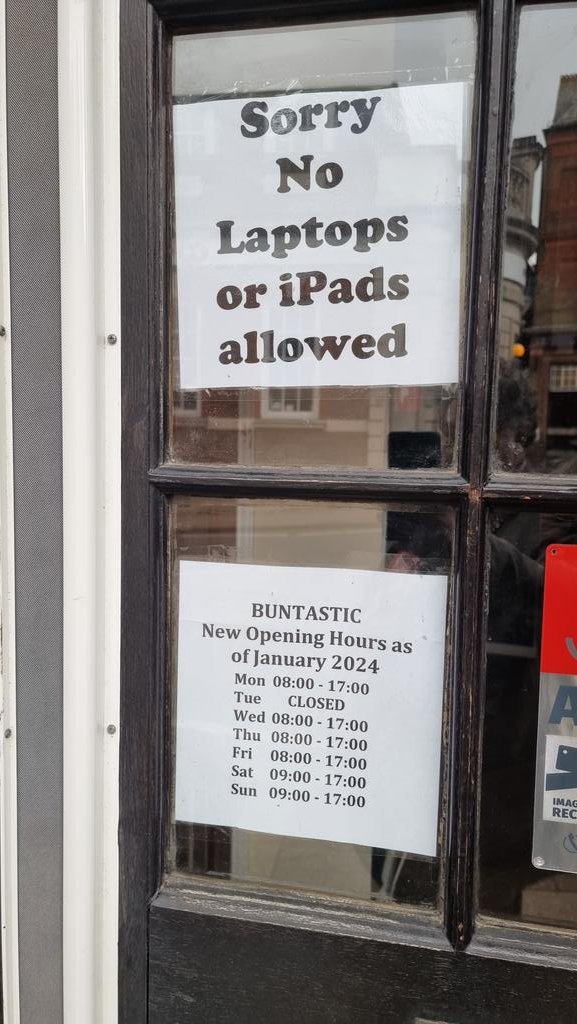 Sorry
No
Laptops
or iPads
allowed
BUNTASTIC
New Opening Hours as
of January 2024
Mon 08:00 - 17:00
Tue CLOSED
Wed 08:00 - 17:00
Thu 08:00 - 17:00
Fri 08:00 - 17:00
Sat 09:00 - 17:00
Sun 09:00 - 17:00